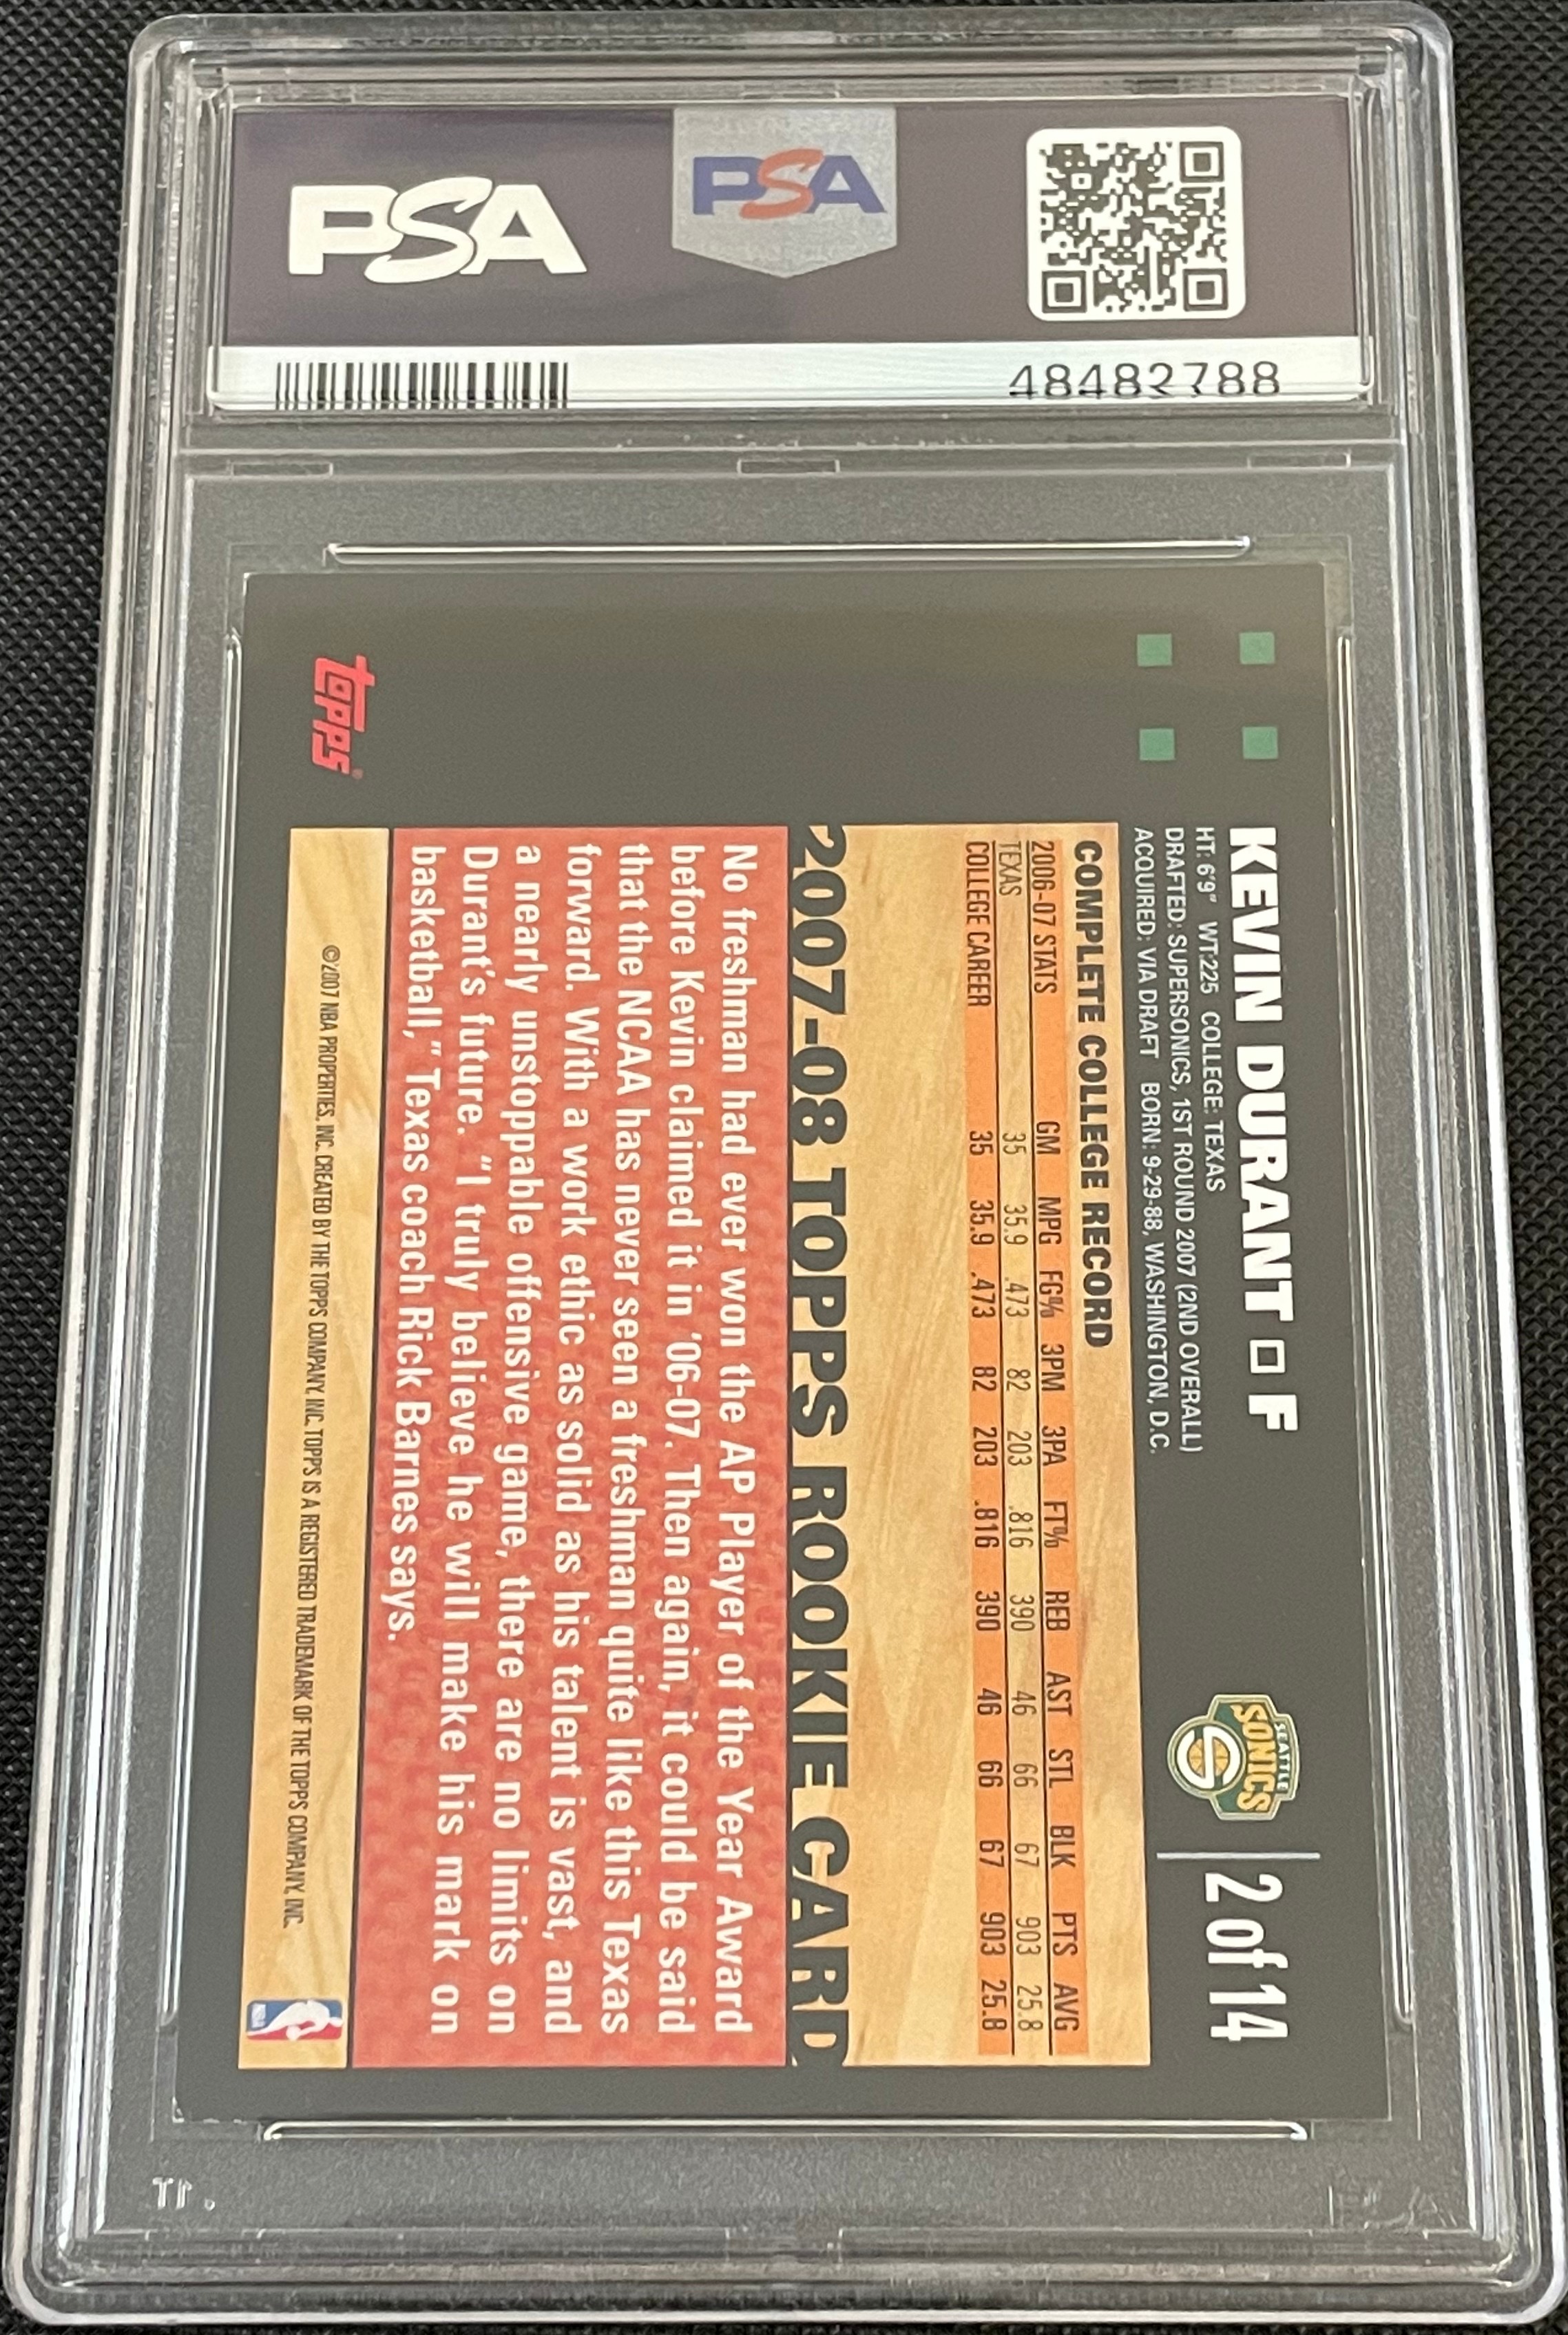 PSA
PSA
48482788
KEVIN DURANT □ F
HT: 6'9" WT:225 COLLEGE: TEXAS
DRAFTED: SUPERSONICS, 1ST ROUND 2007 (2ND OVERALL)
ACQUIRED: VIA DRAFT BORN: 9-29-88, WASHINGTON, D.C.
SEATTLE
SONICS
2 of 14
COMPLETE COLLEGE RECORD
2006-07 STATS GM MPG FG% 3PM 3PA FT% REB AST STL BLK PTS AVG
TEXAS 35 35.9 .473 82 203 .816 390 46 66 67 903 25.8
COLLEGE CAREER 35 35.9 .473 82 203 .816 390 46 66 67 903 25.8
2007-08 TOPPS ROOKIE CARD
No freshman had ever won the AP Player of the Year Award
before Kevin claimed it in '06-07. Then again, it could be said
that the NCAA has never seen a freshman quite like this Texas
forward. With a work ethic as solid as his talent is vast, and
a nearly unstoppable offensive game, there are no limits on
Durant's future. "I truly believe he will make his mark on
basketball," Texas coach Rick Barnes says.
©2007 NBA PROPERTIES, INC. CREATED BY THE TOPPS COMPANY, INC. TOPPS IS A REGISTERED TRADEMARK OF THE TOPPS COMPANY, INC.
topps
NBA